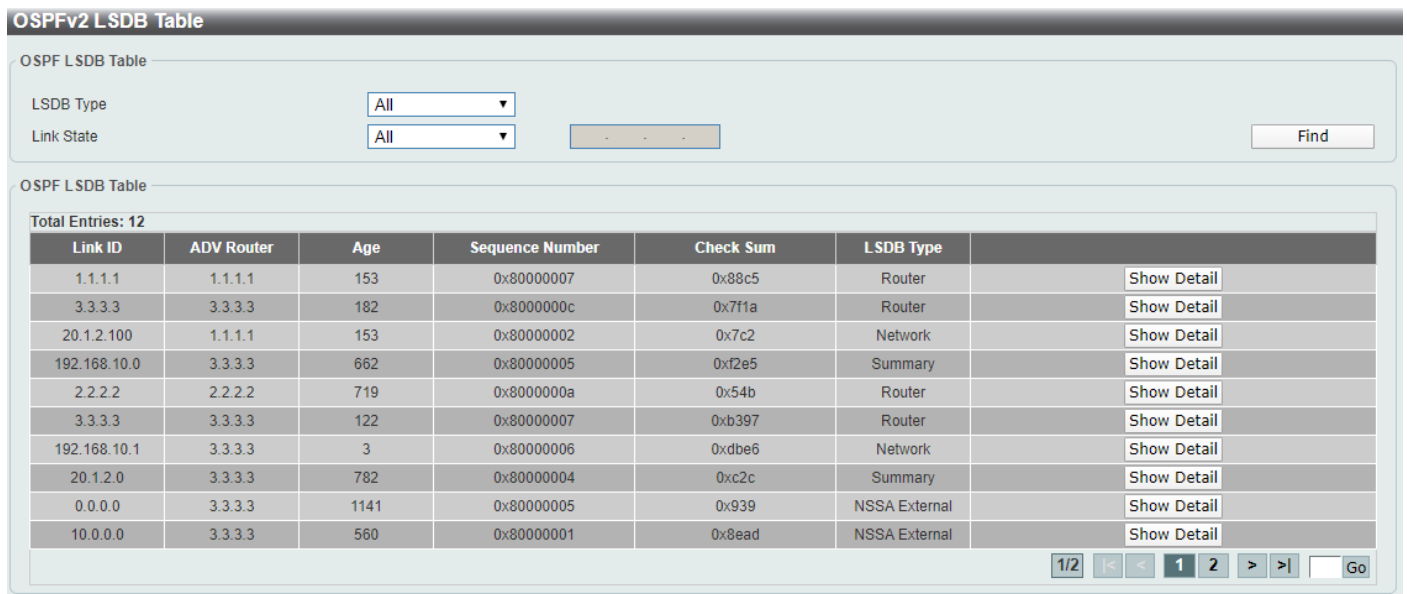 OSPFv2 LSDB Table
OSPF LSDB Table
LSDB Type All
Link State All . . . Find
OSPF LSDB Table
Total Entries: 12
Link ID ADV Router Age Sequence Number Check Sum LSDB Type
1.1.1.1 1.1.1.1 153 0x80000007 0x88c5 Router Show Detail
3.3.3.3 3.3.3.3 182 0x8000000c 0x7f1a Router Show Detail
20.1.2.100 1.1.1.1 153 0x80000002 0x7c2 Network Show Detail
192.168.10.0 3.3.3.3 662 0x80000005 0xf2e5 Summary Show Detail
2.2.2.2 2.2.2.2 719 0x8000000a 0x54b Router Show Detail
3.3.3.3 3.3.3.3 122 0x80000007 0xb397 Router Show Detail
192.168.10.1 3.3.3.3 3 0x80000006 0xdbe6 Network Show Detail
20.1.2.0 3.3.3.3 782 0x80000004 0xc2c Summary Show Detail
0.0.0.0 3.3.3.3 1141 0x80000005 0x939 NSSA External Show Detail
10.0.0.0 3.3.3.3 560 0x80000001 0x8ead NSSA External Show Detail
1/2 |< < 1 2 > >| Go